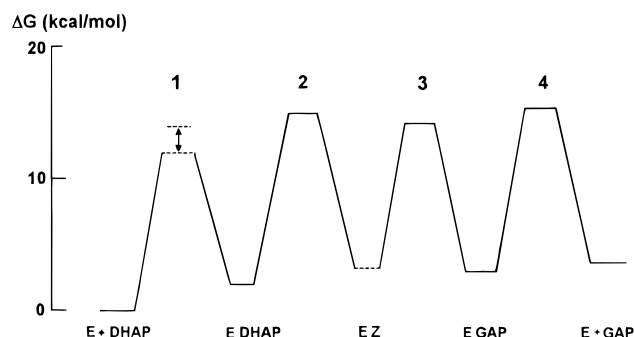 ΔG (kcal/mol)
20
1 2 3 4
10
0
E + DHAP E DHAP E Z E GAP E + GAP